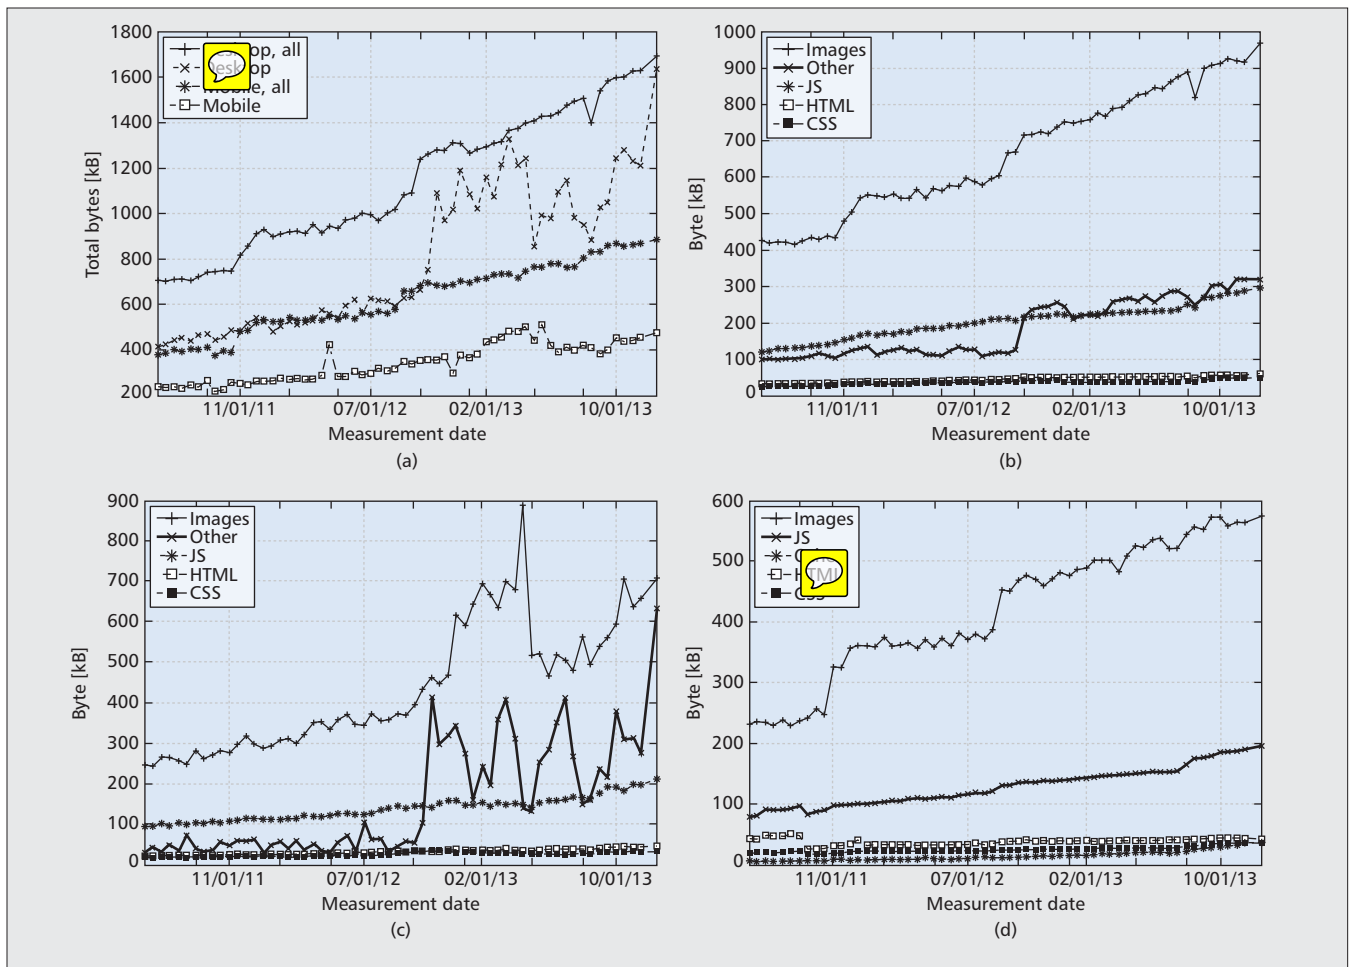 1800
1600
1400
1200
1000
800
600
400
200
Total bytes [kB]
op, all
Desktop
Mobile, all
Mobile
11/01/11 07/01/12 02/01/13 10/01/13
Measurement date
(a)
1000
900
800
700
600
500
400
300
200
100
0
Byte [kB]
Images
Other
JS
HTML
CSS
11/01/11 07/01/12 02/01/13 10/01/13
Measurement date
(b)
900
800
700
600
500
400
300
200
100
0
Byte [kB]
Images
Other
JS
HTML
CSS
11/01/11 07/01/12 02/01/13 10/01/13
Measurement date
(c)
600
500
400
300
200
100
0
Byte [kB]
Images
JS
HTML
CSS
11/01/11 07/01/12 02/01/13 10/01/13
Measurement date
(d)